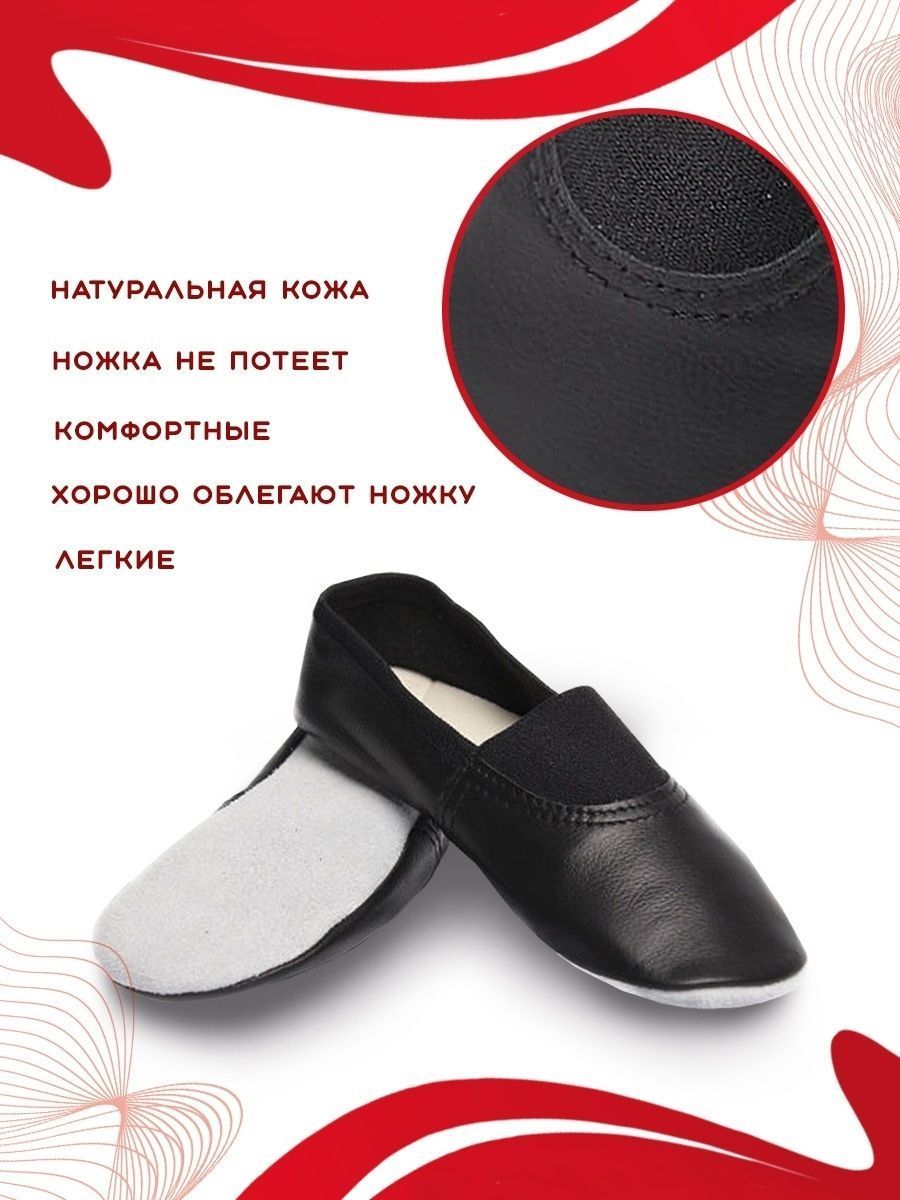 НАТУРАЛЬНАЯ КОЖА
НОЖКА НЕ ПОТЕЕТ
КОМФОРТНЫЕ
ХОРОШО ОБЛЕГАЮТ НОЖКУ
ЛЕГКИЕ